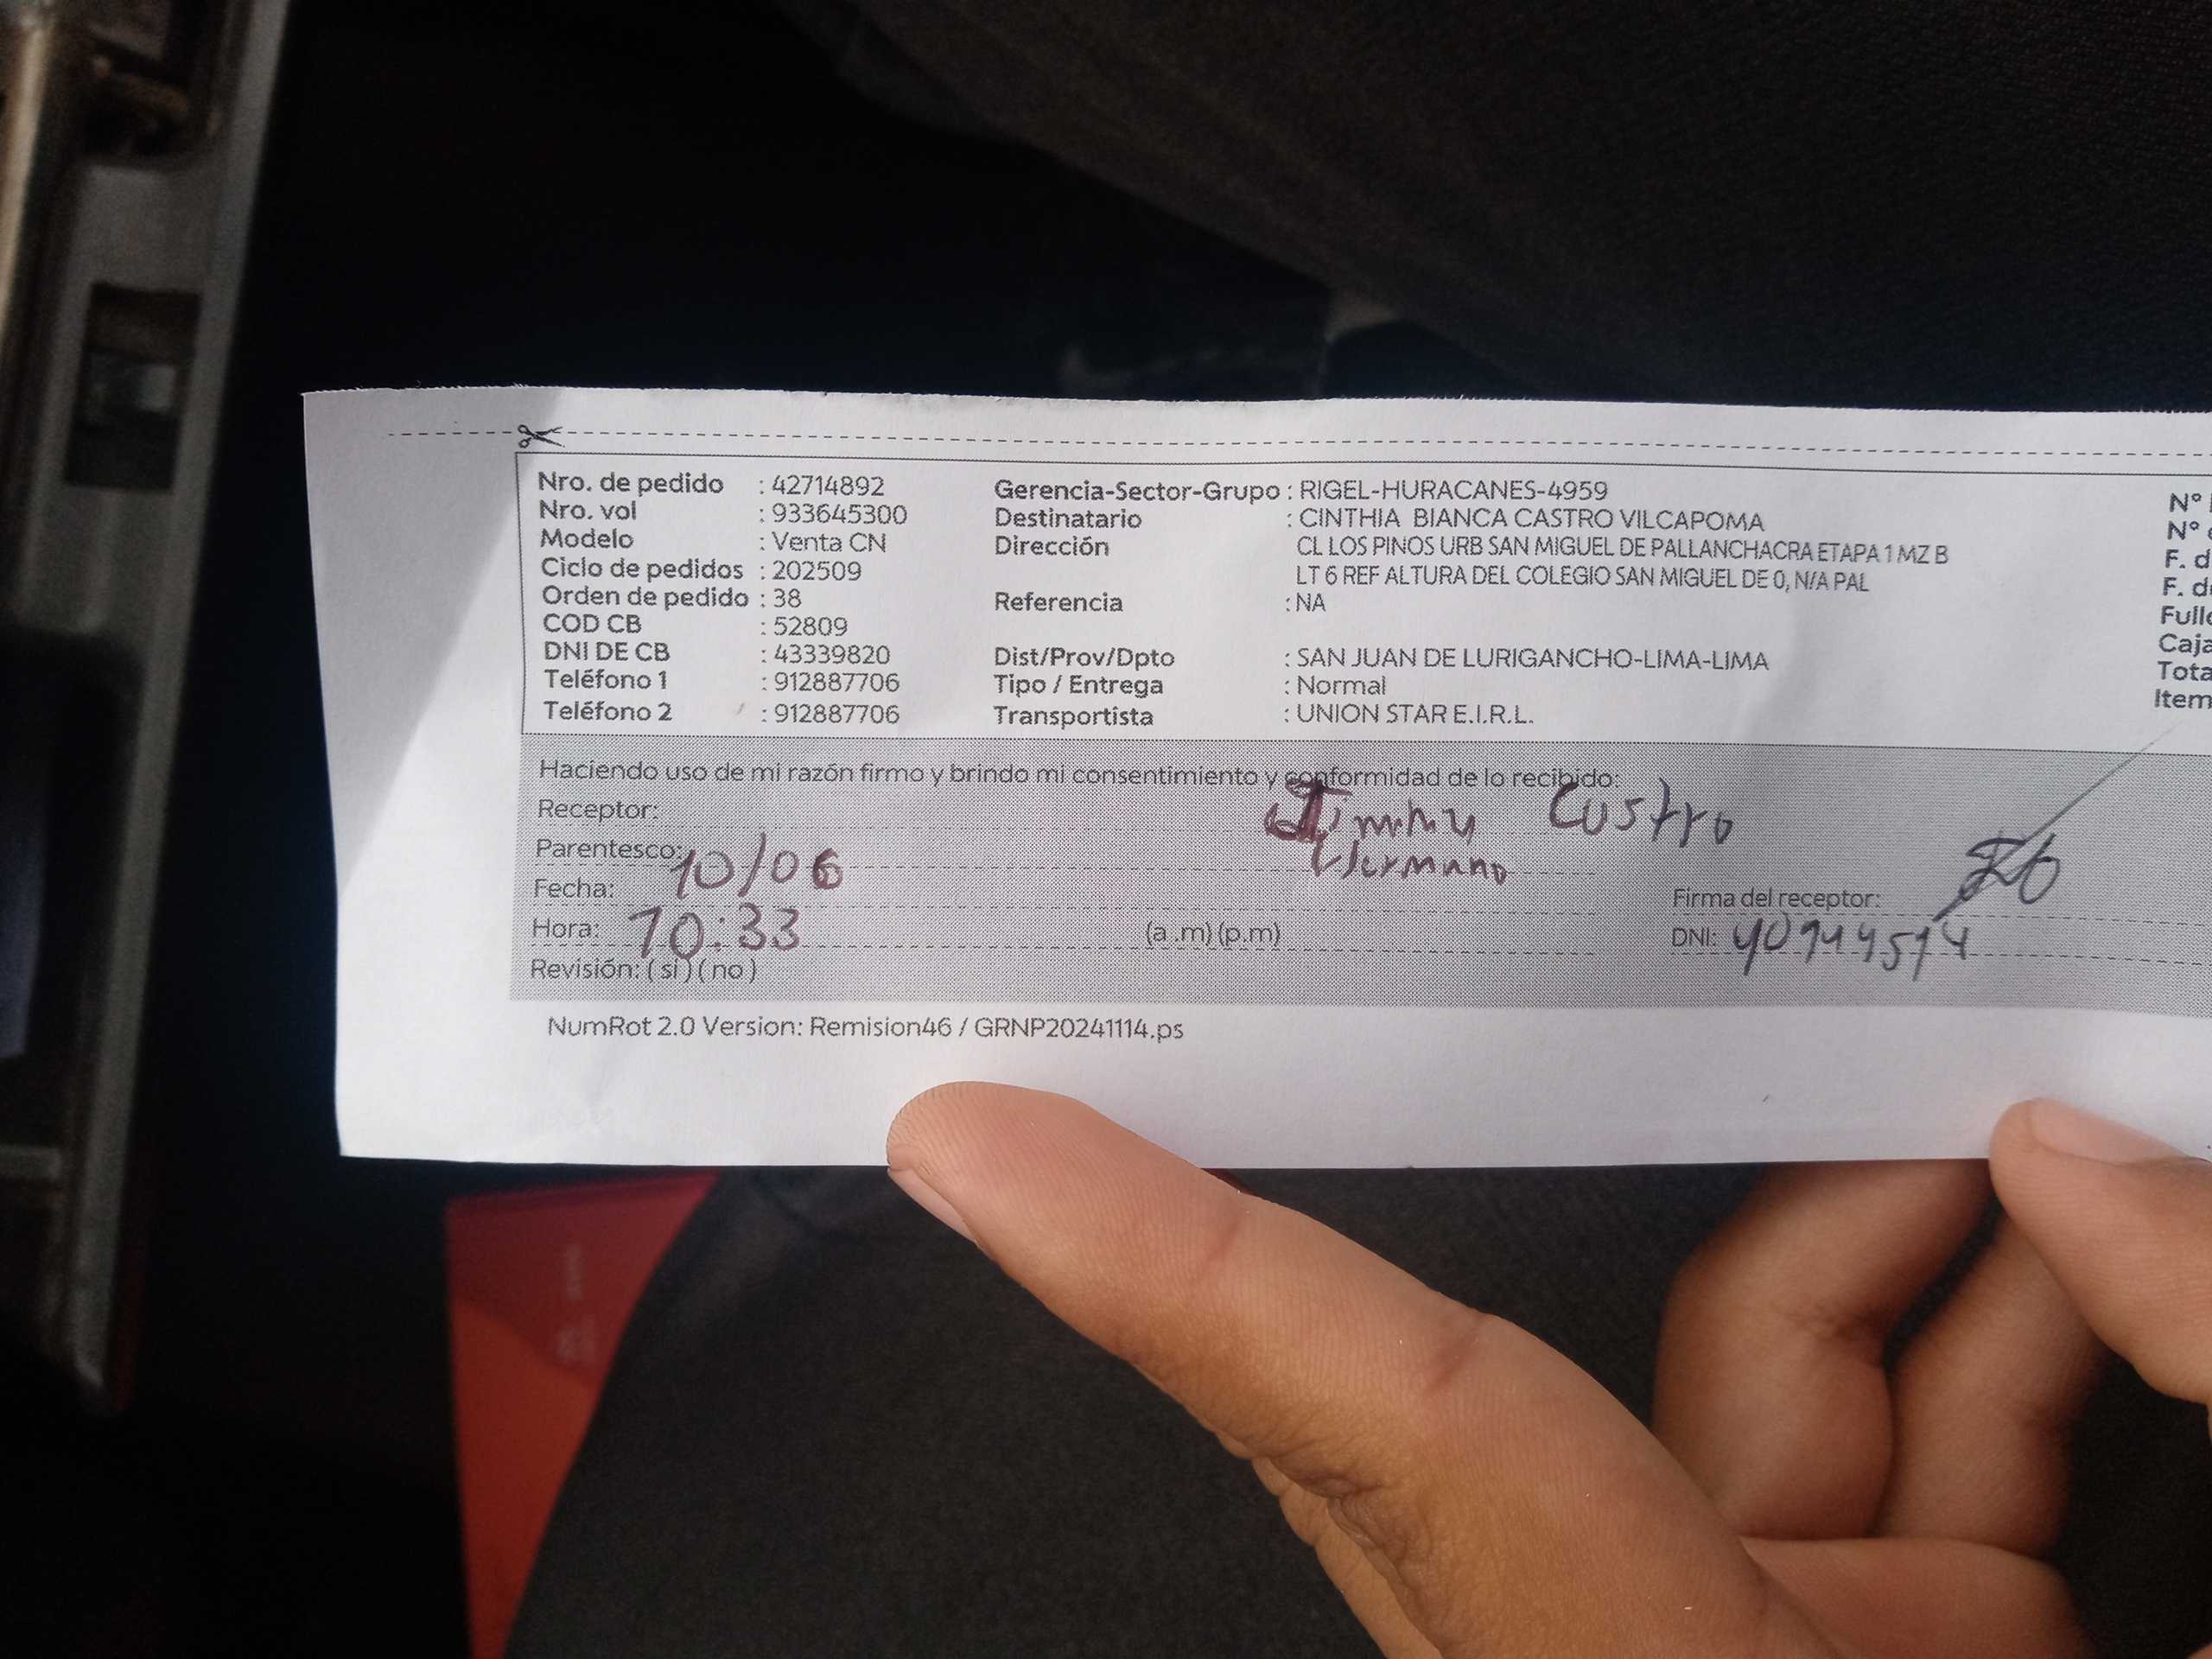 Nro. de pedido : 42714892
Nro. vol : 933645300
Modelo : Venta CN
Ciclo de pedidos : 202509
Orden de pedido : 38
COD CB : 52809
DNI DE CB : 43339820
Teléfono 1 : 912887706
Teléfono 2 : 912887706
Gerencia-Sector-Grupo : RIGEL-HURACANES-4959
Destinatario : CINTHIA BIANCA CASTRO VILCAPOMA
Dirección CL LOS PINOS URB SAN MIGUEL DE PALLANCHACRA ETAPA 1 MZ B
LT 6 REF ALTURA DEL COLEGIO SAN MIGUEL DE 0, N/A PAL
Referencia : NA
Dist/Prov/Dpto : SAN JUAN DE LURIGANCHO-LIMA-LIMA
Tipo / Entrega : Normal
Transportista : UNION STAR E.I.R.L.
N°
N°
F. d
F. d
Full
Caja
Tota
Item
Haciendo uso de mi razón firmo y brindo mi consentimiento y conformidad de lo recibido:
Receptor: Jimmy Castro
Parentesco: Hermano
Fecha: 10/06
Hora: 10:33 (a .m) (p.m)
Revisión: ( si ) ( no )
Firma del receptor:
DNI: 40944574
NumRot 2.0 Version: Remision46 / GRNP20241114.ps